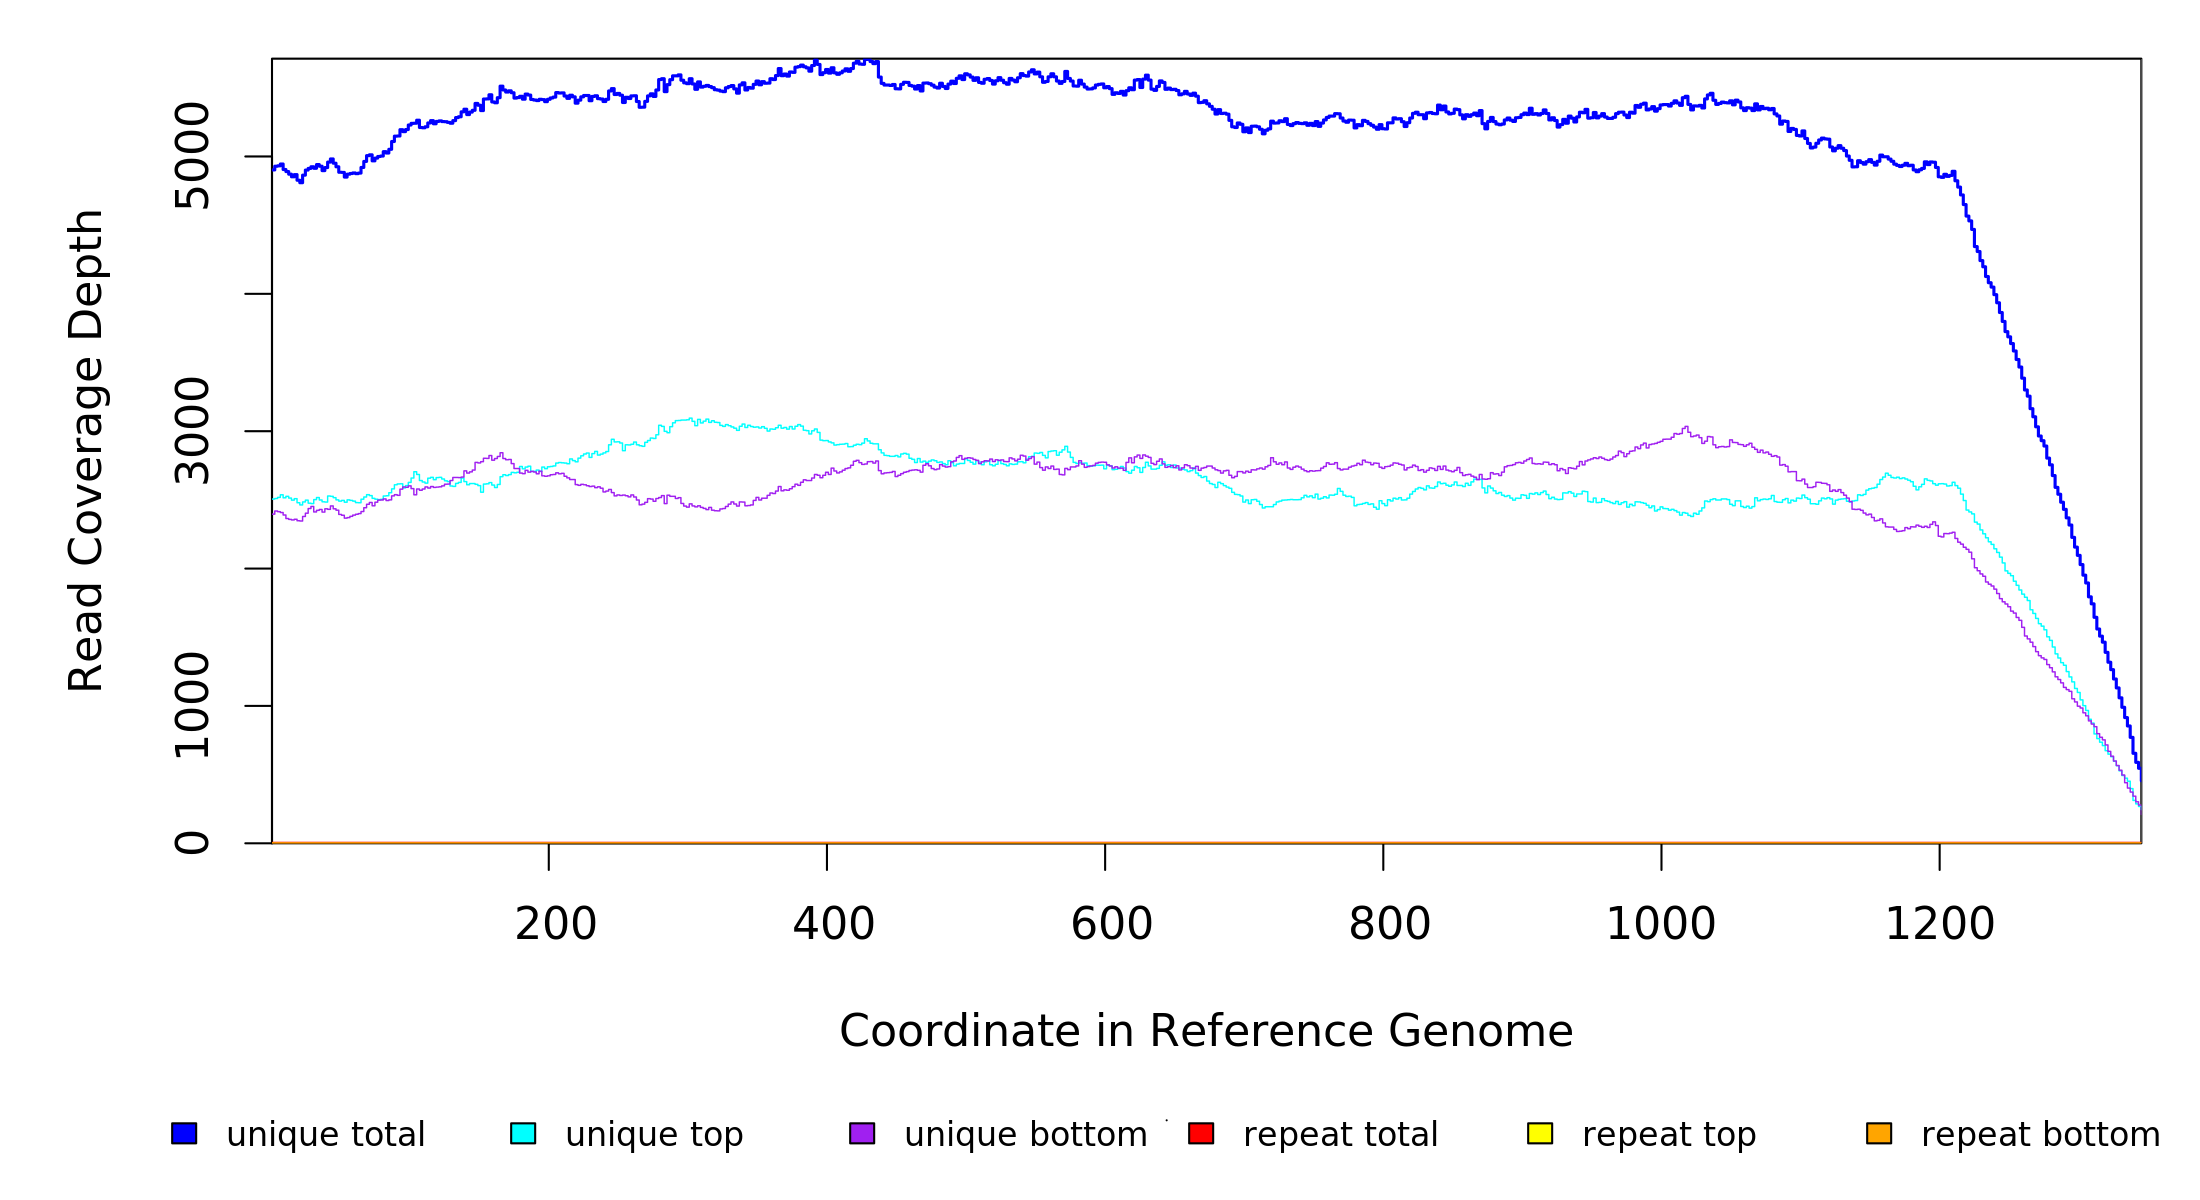 Read Coverage Depth
5000
3000
1000
0
200 400 600 800 1000 1200
Coordinate in Reference Genome
unique total unique top unique bottom repeat total repeat top repeat bottom